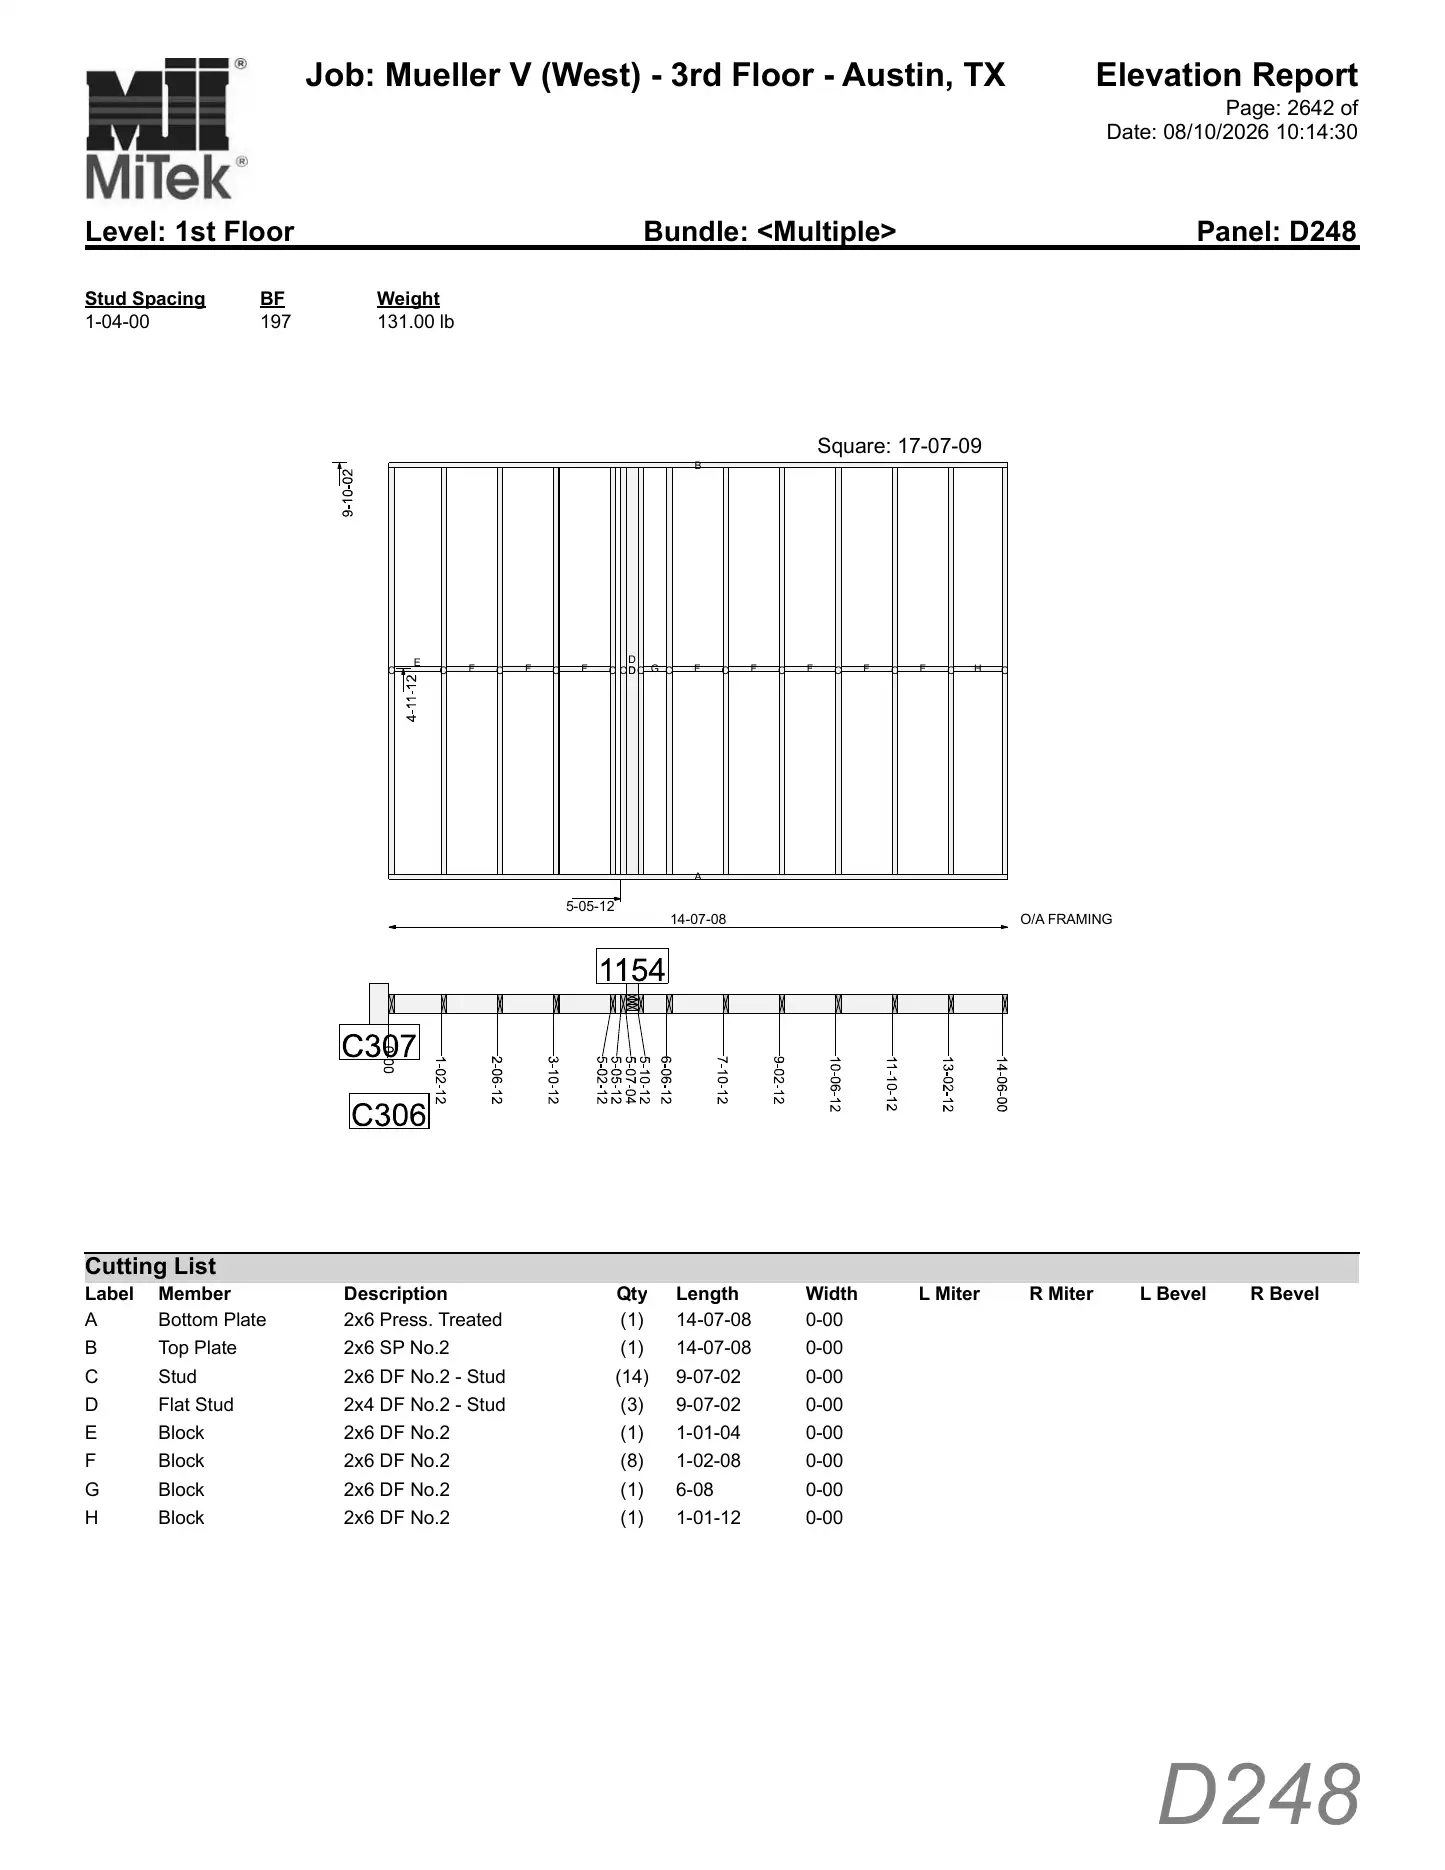 Job: Mueller V (West) - 3rd Floor - Austin, TX
Elevation Report
Page: 2642 of
Date: 08/10/2026 10:14:30
MiTek®
Level: 1st Floor
Bundle: <Multiple>
Panel: D248
Stud Spacing BF Weight
1-04-00 197 131.00 lb
Square: 17-07-09
B
9-10-02
D
E F F F D G F F F F F H
4-11-12
A
5-05-12
14-07-08
O/A FRAMING
1154
C307
0-00
1-02-12
2-06-12
3-10-12
5-02-12
5-05-12
5-07-04
5-10-12
6-06-12
7-10-12
9-02-12
10-06-12
11-10-12
13-02-12
14-06-00
C306
Cutting List
Label Member Description Qty Length Width L Miter R Miter L Bevel R Bevel
A Bottom Plate 2x6 Press. Treated (1) 14-07-08 0-00
B Top Plate 2x6 SP No.2 (1) 14-07-08 0-00
C Stud 2x6 DF No.2 - Stud (14) 9-07-02 0-00
D Flat Stud 2x4 DF No.2 - Stud (3) 9-07-02 0-00
E Block 2x6 DF No.2 (1) 1-01-04 0-00
F Block 2x6 DF No.2 (8) 1-02-08 0-00
G Block 2x6 DF No.2 (1) 6-08 0-00
H Block 2x6 DF No.2 (1) 1-01-12 0-00
D248